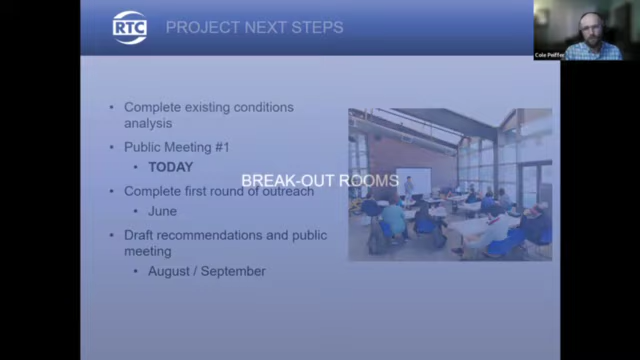 RTC
PROJECT NEXT STEPS
Cole Peiffer
• Complete existing conditions
analysis
• Public Meeting #1
• TODAY
BREAK-OUT ROOMS
• Complete first round of outreach
• June
• Draft recommendations and public
meeting
• August / September